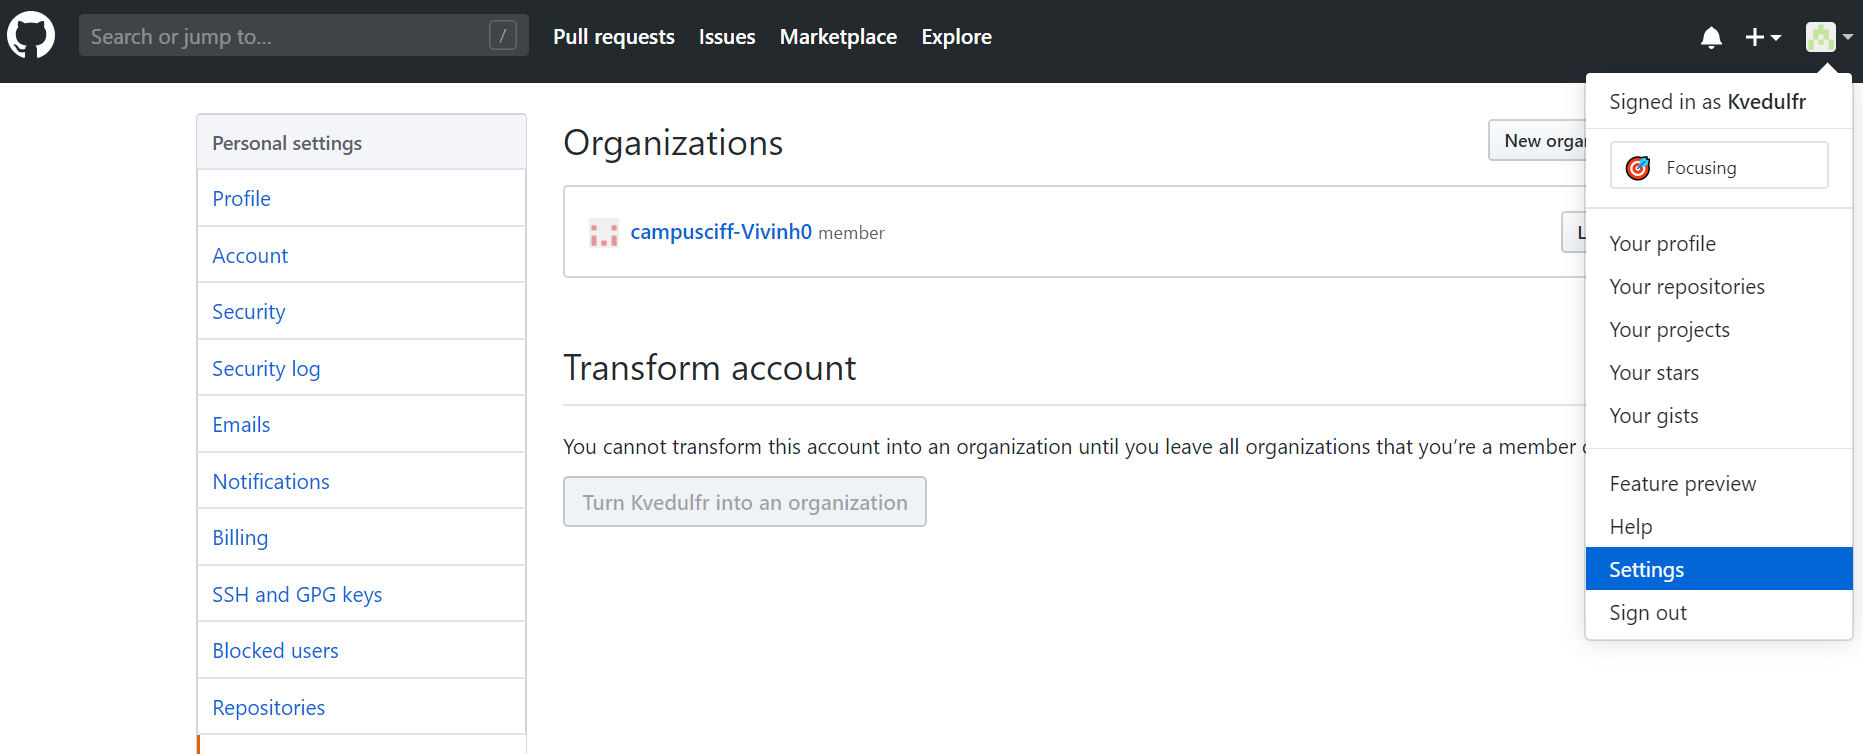 Search or jump to...
/
Pull requests
Issues
Marketplace
Explore
Personal settings
Profile
Account
Security
Security log
Emails
Notifications
Billing
SSH and GPG keys
Blocked users
Repositories
Organizations
New
campusciff-Vivinh0 member
Transform account
You cannot transform this account into an organization until you leave all organizations that you're a member
Turn Kvedulfr into an organization
Signed in as Kvedulfr
Focusing
Your profile
Your repositories
Your projects
Your stars
Your gists
Feature preview
Help
Settings
Sign out